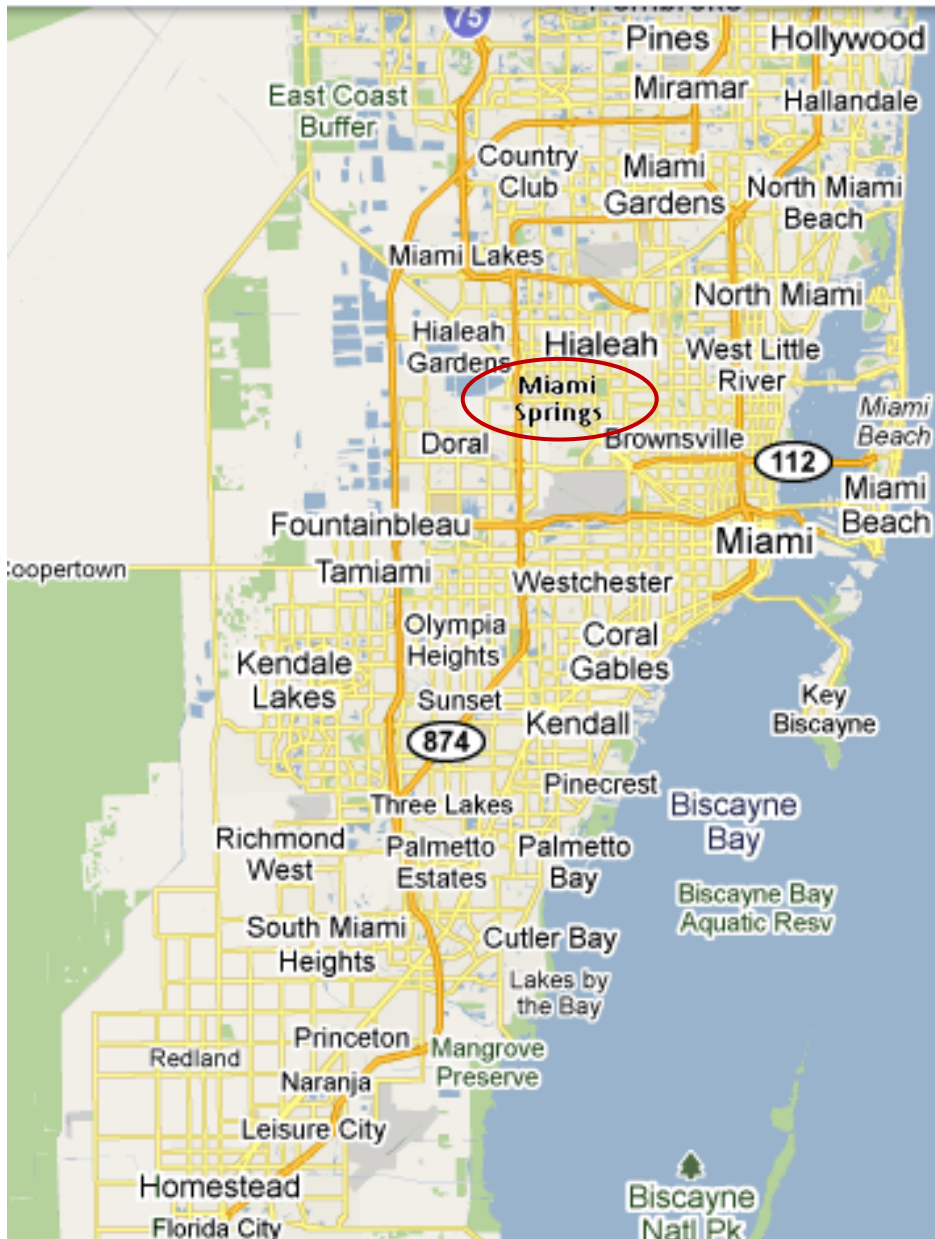 75
Pembroke
Pines
Hollywood
East Coast
Buffer
Miramar
Hallandale
Country
Club
Miami
Gardens
North Miami
Beach
Miami Lakes
North Miami
Hialeah
Gardens
Hialeah
West Little
River
Miami
Springs
Miami
Beach
Doral
Brownsville
112
Miami
Beach
Fountainbleau
Miami
Coopertown
Tamiami
Westchester
Olympia
Heights
Coral
Gables
Kendale
Lakes
Sunset
Key
Biscayne
Kendall
874
Pinecrest
Three Lakes
Biscayne
Bay
Richmond
West
Palmetto
Estates
Palmetto
Bay
Biscayne Bay
Aquatic Resv
South Miami
Heights
Cutler Bay
Lakes by
the Bay
Princeton
Redland
Mangrove
Preserve
Naranja
Leisure City
Homestead
Biscayne
Natl Pk
Florida City